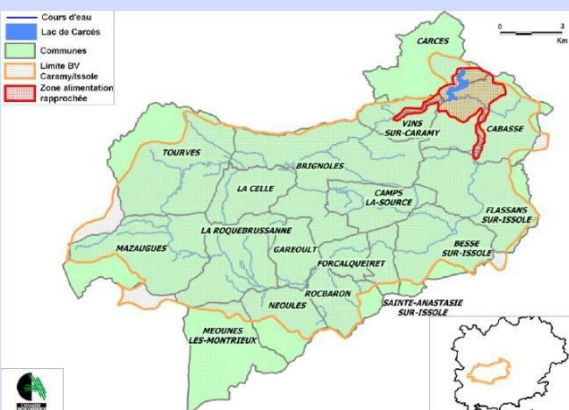 Cours d'eau
Lac de Carcés
Communes
Limite BV
Caramy/Issole
Zone alimentation
rapprochée
0 3
Km
CARCES
VINS
SUR-CARAMY
CABASSE
TOURVES
BRIGNOLES
LA CELLE
CAMPS
LA-SOURCE
FLASSANS
SUR-ISSOLE
LA ROQUEBRUSSANNE
MAZAUGUES
GAREOULT
BESSE
SUR-ISSOLE
FORCALQUEIRET
ROCBARON
NEOULES
SAINTE-ANASTASIE
SUR-ISSOLE
MEOUNES
LES-MONTRIEUX